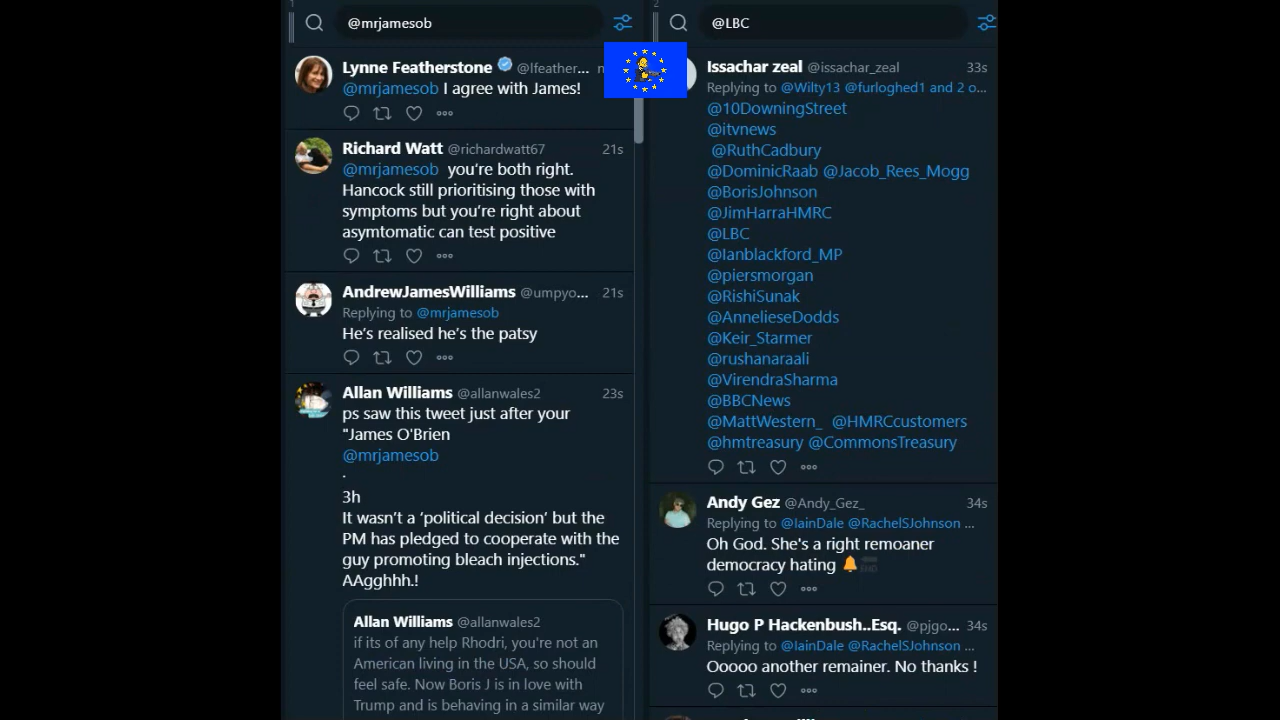 1
@mrjamesob
Lynne Featherstone @lfeather...
@mrjamesob I agree with James!
Richard Watt @richardwatt67 21s
@mrjamesob you're both right.
Hancock still prioritising those with
symptoms but you're right about
asymtomatic can test positive
AndrewJamesWilliams @umpyo... 21s
Replying to @mrjamesob
He's realised he's the patsy
Allan Williams @allanwales2 23s
ps saw this tweet just after your
"James O'Brien
@mrjamesob
.
3h
It wasn't a 'political decision' but the
PM has pledged to cooperate with the
guy promoting bleach injections."
AAgghhh.!
Allan Williams @allanwales2
if its of any help Rhodri, you're not an
American living in the USA, so should
feel safe. Now Boris J is in love with
Trump and is behaving in a similar way
2
@LBC
Issachar zeal @issachar_zeal 33s
Replying to @Wilty13 @furloghed1 and 2 o...
@10DowningStreet
@itvnews
@RuthCadbury
@DominicRaab @Jacob_Rees_Mogg
@BorisJohnson
@JimHarraHMRC
@LBC
@Ianblackford_MP
@piersmorgan
@RishiSunak
@AnnelieseDodds
@Keir_Starmer
@rushanaraali
@VirendraSharma
@BBCNews
@MattWestern_ @HMRCcustomers
@hmtreasury @CommonsTreasury
Andy Gez @Andy_Gez_ 34s
Replying to @IainDale @RachelSJohnson ...
Oh God. She's a right remoaner
democracy hating
Hugo P Hackenbush..Esq. @pjgo... 34s
Replying to @IainDale @RachelSJohnson ...
Ooooo another remainer. No thanks !